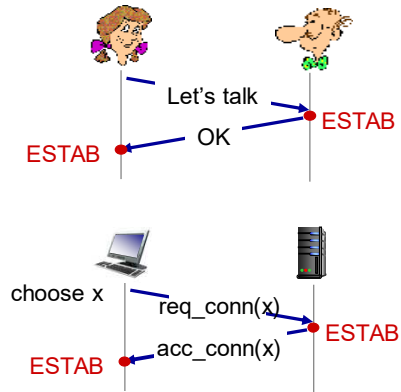 Let's talk
ESTAB
OK
ESTAB
choose x
req_conn(x)
ESTAB
acc_conn(x)
ESTAB